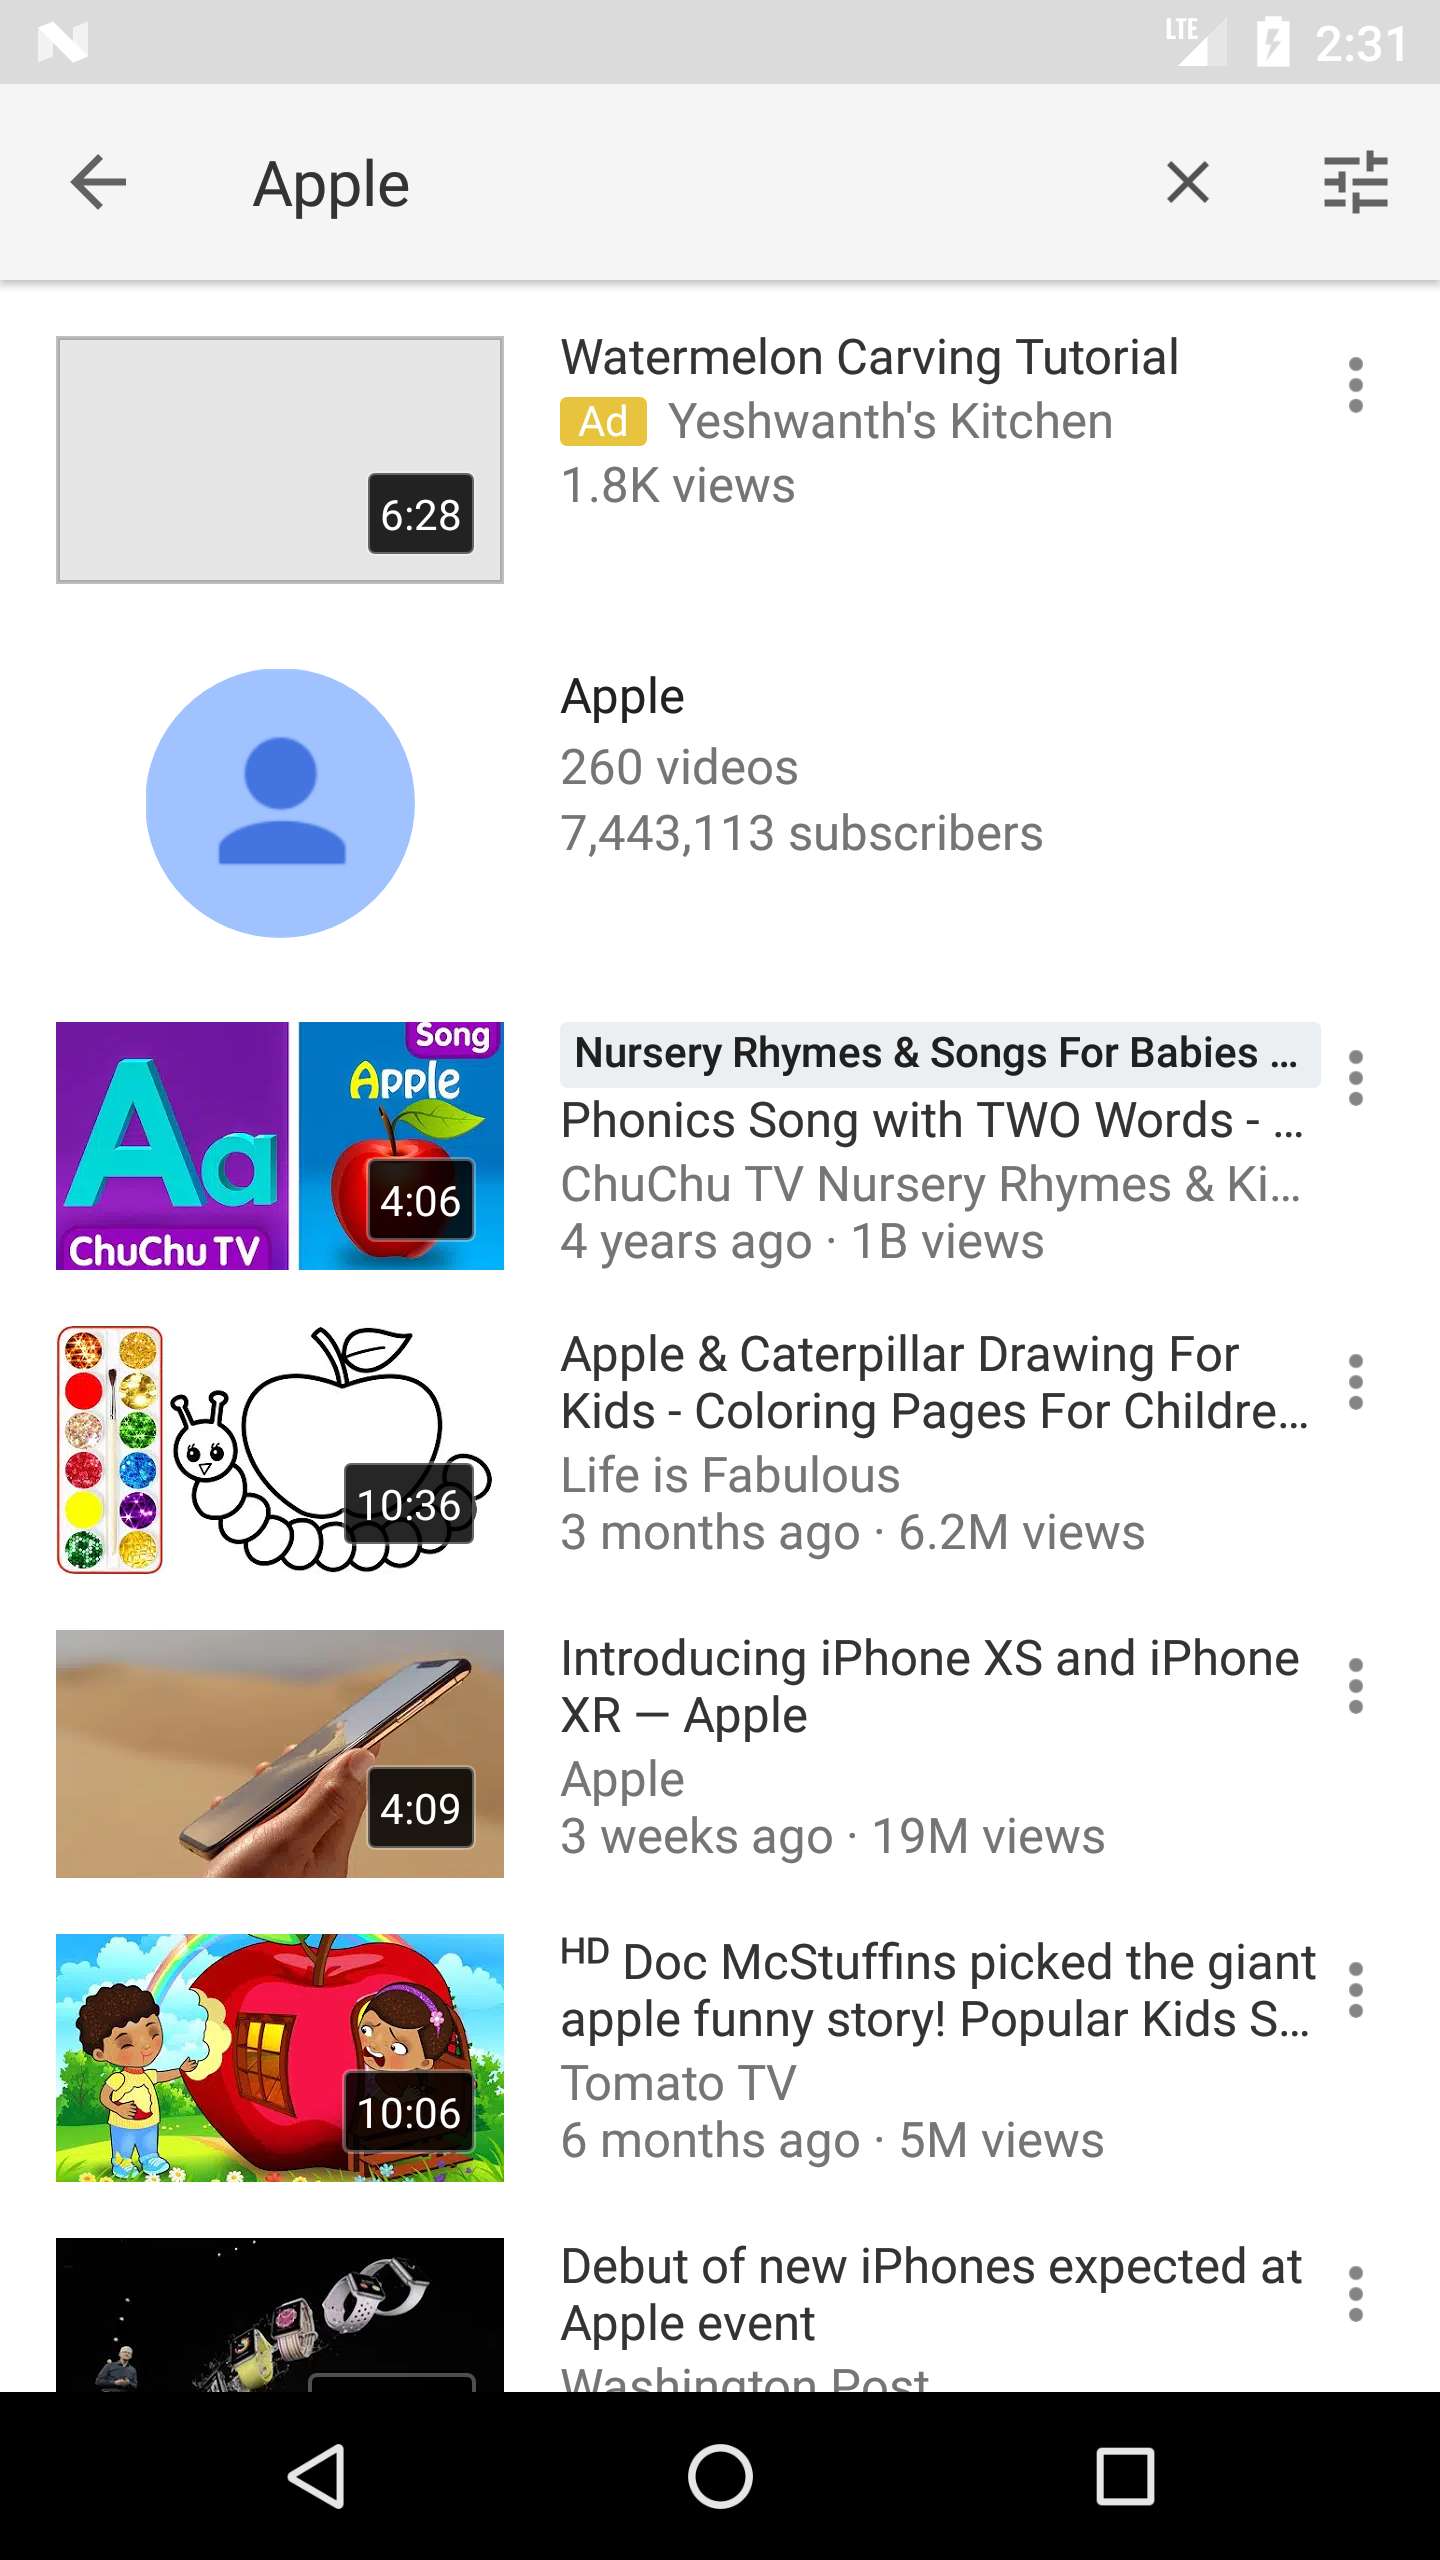 LTE 2:31
Apple
Watermelon Carving Tutorial
Ad Yeshwanth's Kitchen
1.8K views
6:28
Apple
260 videos
7,443,113 subscribers
Aa
ChuChu TV
Song
Apple
4:06
Nursery Rhymes & Songs For Babies ...
Phonics Song with TWO Words - ...
ChuChu TV Nursery Rhymes & Ki...
4 years ago · 1B views
10:36
Apple & Caterpillar Drawing For
Kids - Coloring Pages For Childre...
Life is Fabulous
3 months ago · 6.2M views
4:09
Introducing iPhone XS and iPhone
XR — Apple
Apple
3 weeks ago · 19M views
10:06
ᴴᴰ Doc McStuffins picked the giant
apple funny story! Popular Kids S...
Tomato TV
6 months ago · 5M views
Debut of new iPhones expected at
Apple event
Washington Post